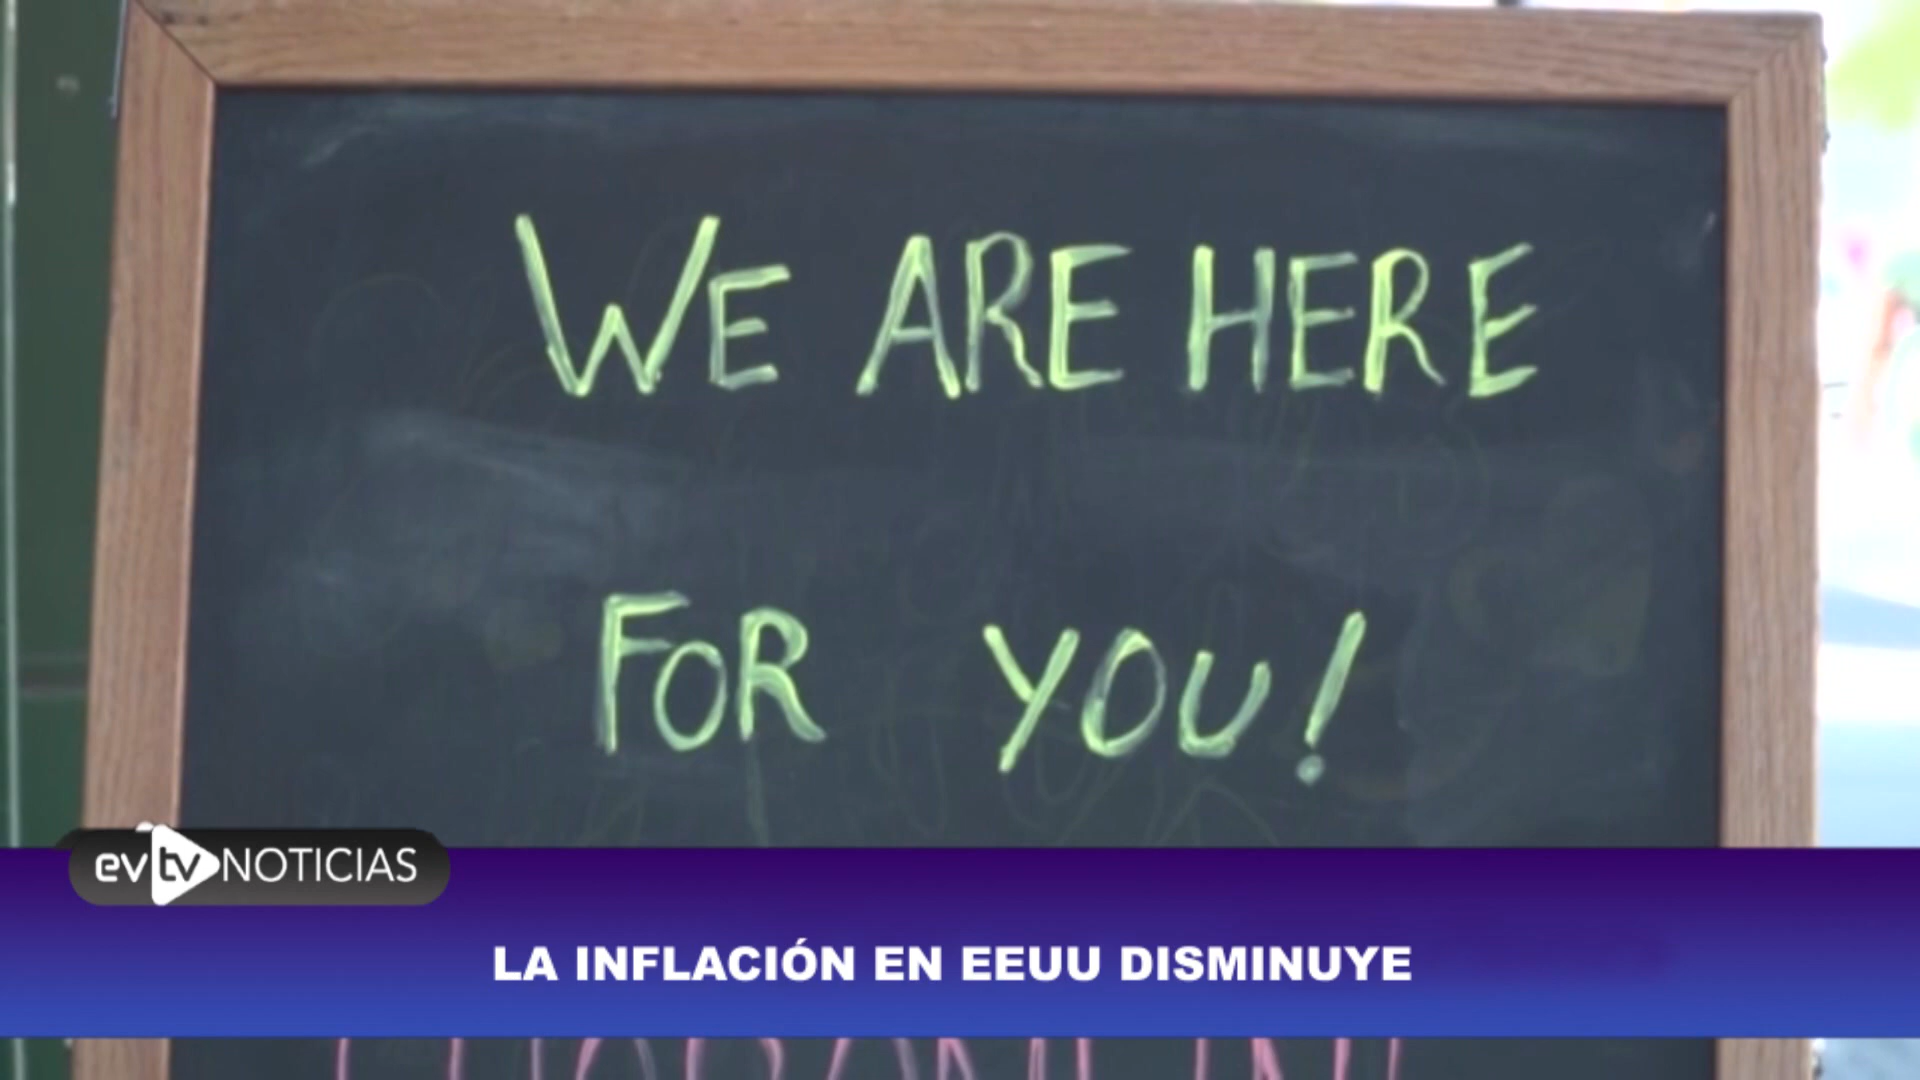 WE ARE HERE
FOR YOU!
evtv NOTICIAS
LA INFLACIÓN EN EEUU DISMINUYE